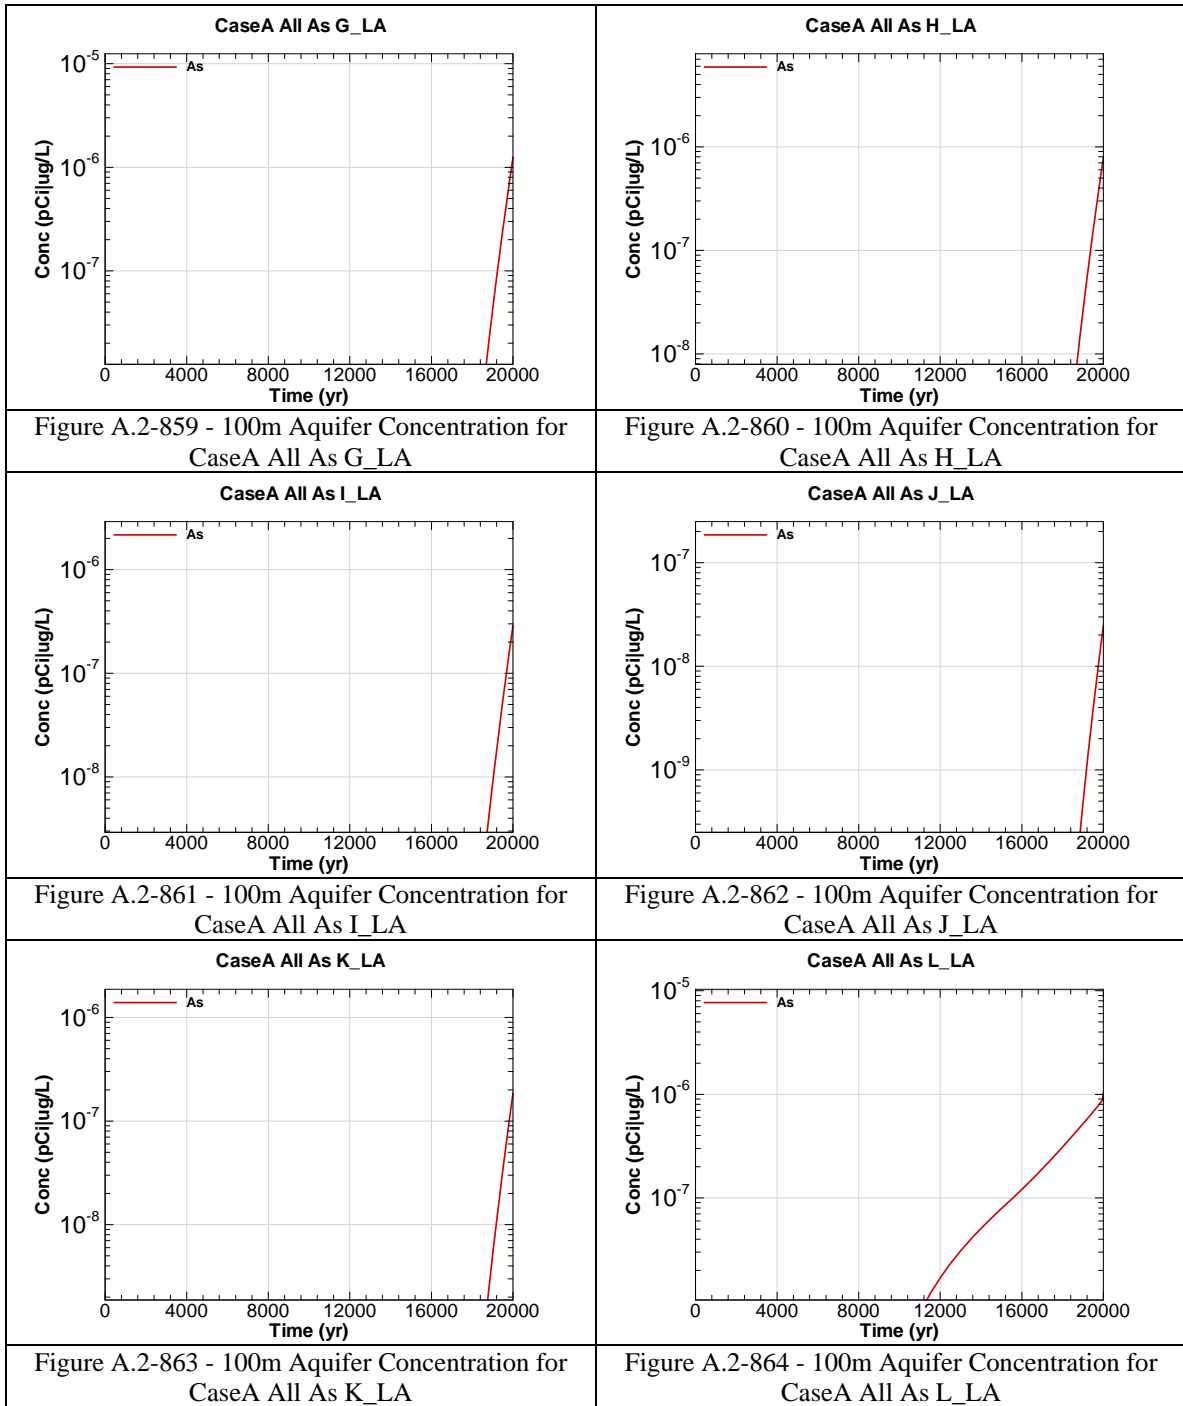 CaseA All As G_LA
As
10-5
10-6
10-7
Conc (pCi|ug/L)
0 4000 8000 12000 16000 20000
Time (yr)
Figure A.2-859 - 100m Aquifer Concentration for
CaseA All As G_LA
CaseA All As H_LA
As
10-6
10-7
10-8
Conc (pCi|ug/L)
0 4000 8000 12000 16000 20000
Time (yr)
Figure A.2-860 - 100m Aquifer Concentration for
CaseA All As H_LA
CaseA All As I_LA
As
10-6
10-7
10-8
Conc (pCi|ug/L)
0 4000 8000 12000 16000 20000
Time (yr)
Figure A.2-861 - 100m Aquifer Concentration for
CaseA All As I_LA
CaseA All As J_LA
As
10-7
10-8
10-9
Conc (pCi|ug/L)
0 4000 8000 12000 16000 20000
Time (yr)
Figure A.2-862 - 100m Aquifer Concentration for
CaseA All As J_LA
CaseA All As K_LA
As
10-6
10-7
10-8
Conc (pCi|ug/L)
0 4000 8000 12000 16000 20000
Time (yr)
Figure A.2-863 - 100m Aquifer Concentration for
CaseA All As K_LA
CaseA All As L_LA
As
10-5
10-6
10-7
Conc (pCi|ug/L)
0 4000 8000 12000 16000 20000
Time (yr)
Figure A.2-864 - 100m Aquifer Concentration for
CaseA All As L_LA